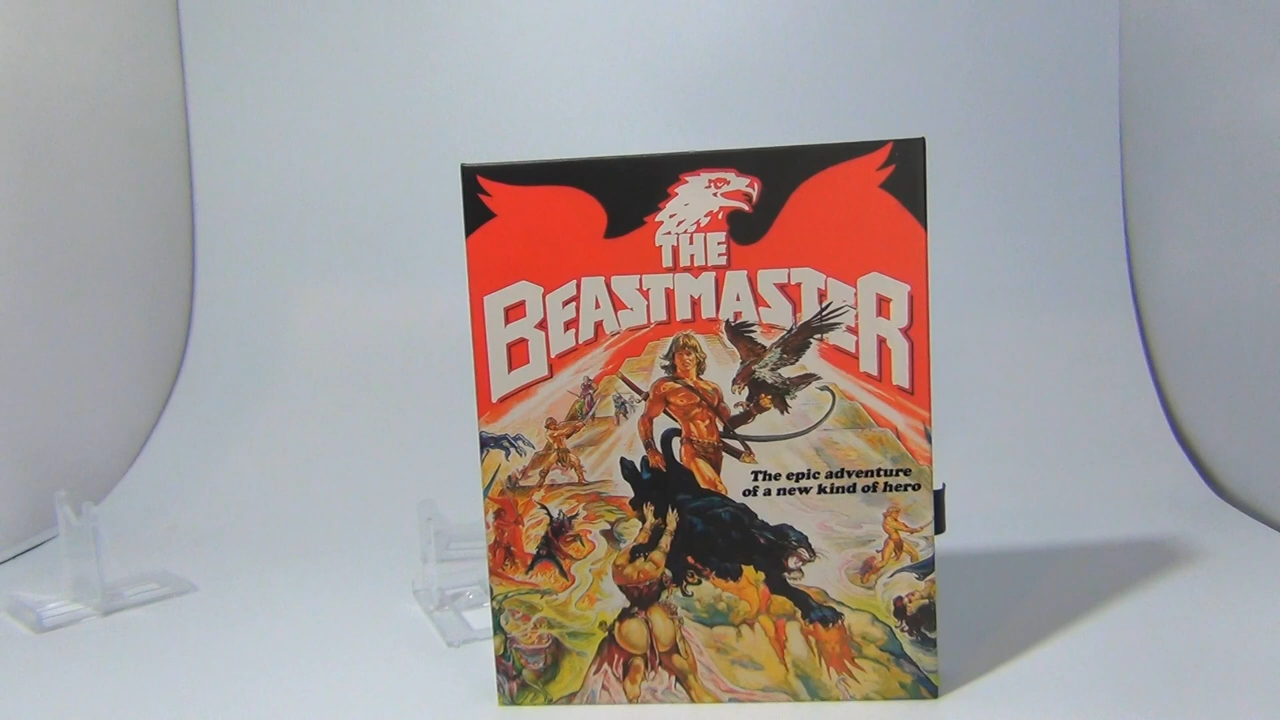 THE
BEASTMASTER
The epic adventure
of a new kind of hero